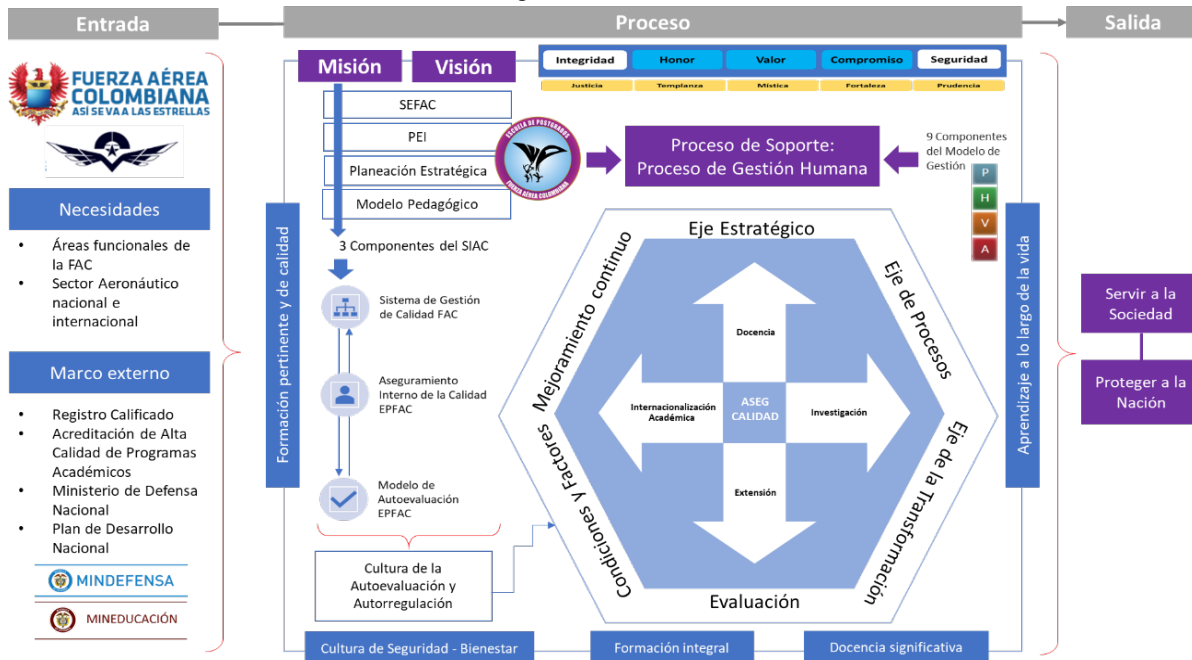 Entrada
Proceso
Salida
FUERZA AÉREA
COLOMBIANA
ASÍ SE VA A LAS ESTRELLAS
Necesidades
• Áreas funcionales de
la FAC
• Sector Aeronáutico
nacional e
internacional
Marco externo
• Registro Calificado
• Acreditación de Alta
Calidad de Programas
Académicos
• Ministerio de Defensa
Nacional
• Plan de Desarrollo
Nacional
MINDEFENSA
MINEDUCACIÓN
Formación pertinente y de calidad
Misión
Visión
SEFAC
PEI
Planeación Estratégica
Modelo Pedagógico
3 Componentes del SIAC
Sistema de Gestión
de Calidad FAC
Aseguramiento
Interno de la Calidad
EPFAC
Modelo de
Autoevaluación
EPFAC
Cultura de la
Autoevaluación y
Autorregulación
Integridad
Honor
Valor
Compromiso
Seguridad
Justicia
Templanza
Mística
Fortaleza
Prudencia
ESCUELA DE POSTGRADOS
FUERZA AÉREA COLOMBIANA
Proceso de Soporte:
Proceso de Gestión Humana
9 Componentes
del Modelo de
Gestión
P
H
V
A
Eje Estratégico
Eje de Procesos
Eje de la Transformación
Evaluación
Condiciones y Factores
Mejoramiento continuo
Docencia
Internacionalización
Académica
ASEG
CALIDAD
Investigación
Extensión
Aprendizaje a lo largo de la vida
Cultura de Seguridad - Bienestar
Formación integral
Docencia significativa
Servir a la
Sociedad
Proteger a la
Nación